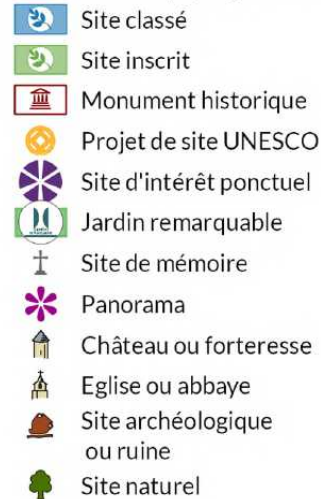 Site classé
Site inscrit
Monument historique
Projet de site UNESCO
Site d'intérêt ponctuel
Jardin remarquable
Site de mémoire
Panorama
Château ou forteresse
Eglise ou abbaye
Site archéologique
ou ruine
Site naturel